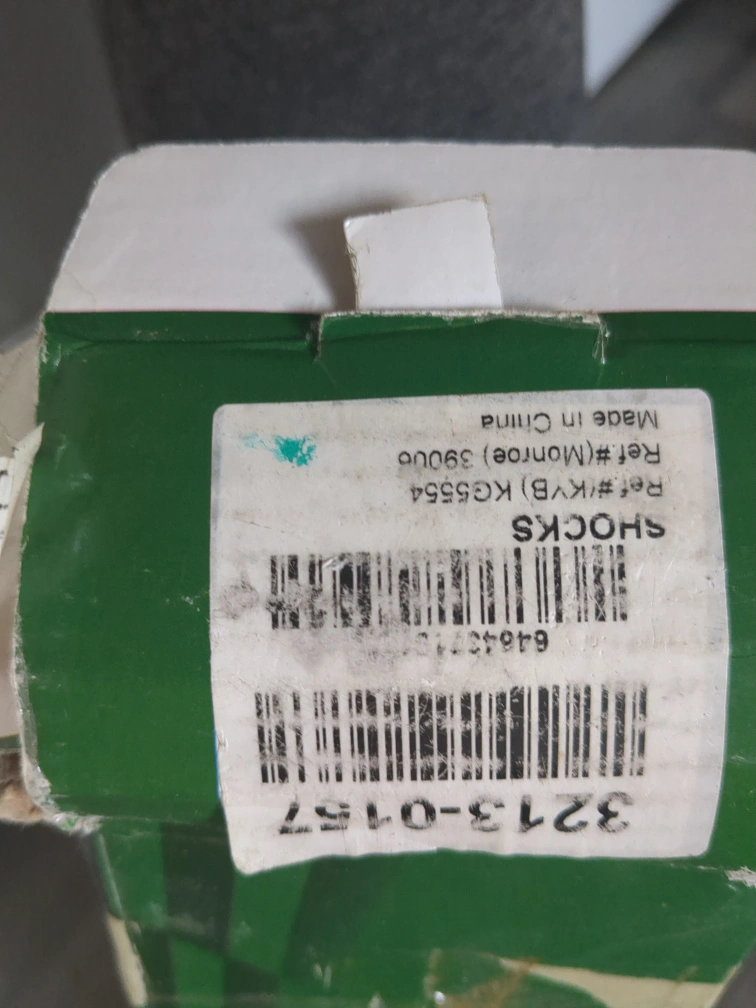 3213-0157
SHOCKS
Ref.#(KYB) KG5554
Ref.#(Monroe) 39006
Made in China